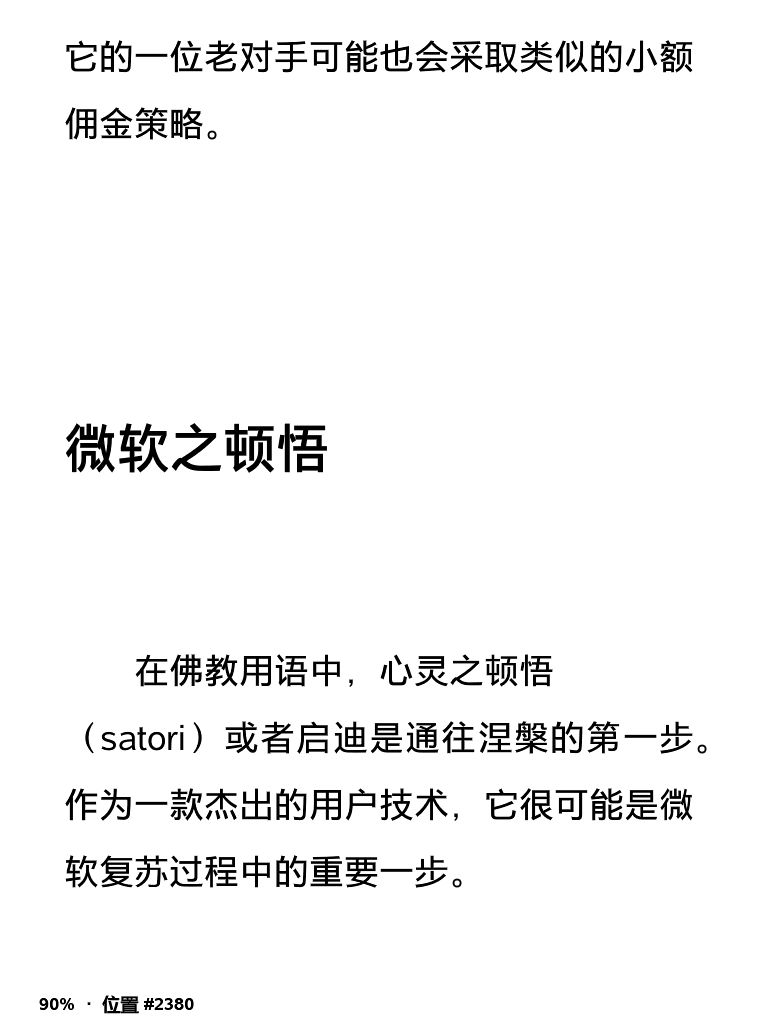 它的一位老对手可能也会采取类似的小额
佣金策略。
微软之顿悟
在佛教用语中，心灵之顿悟
（satori）或者启迪是通往涅槃的第一步。
作为一款杰出的用户技术，它很可能是微
软复苏过程中的重要一步。
90% · 位置 #2380